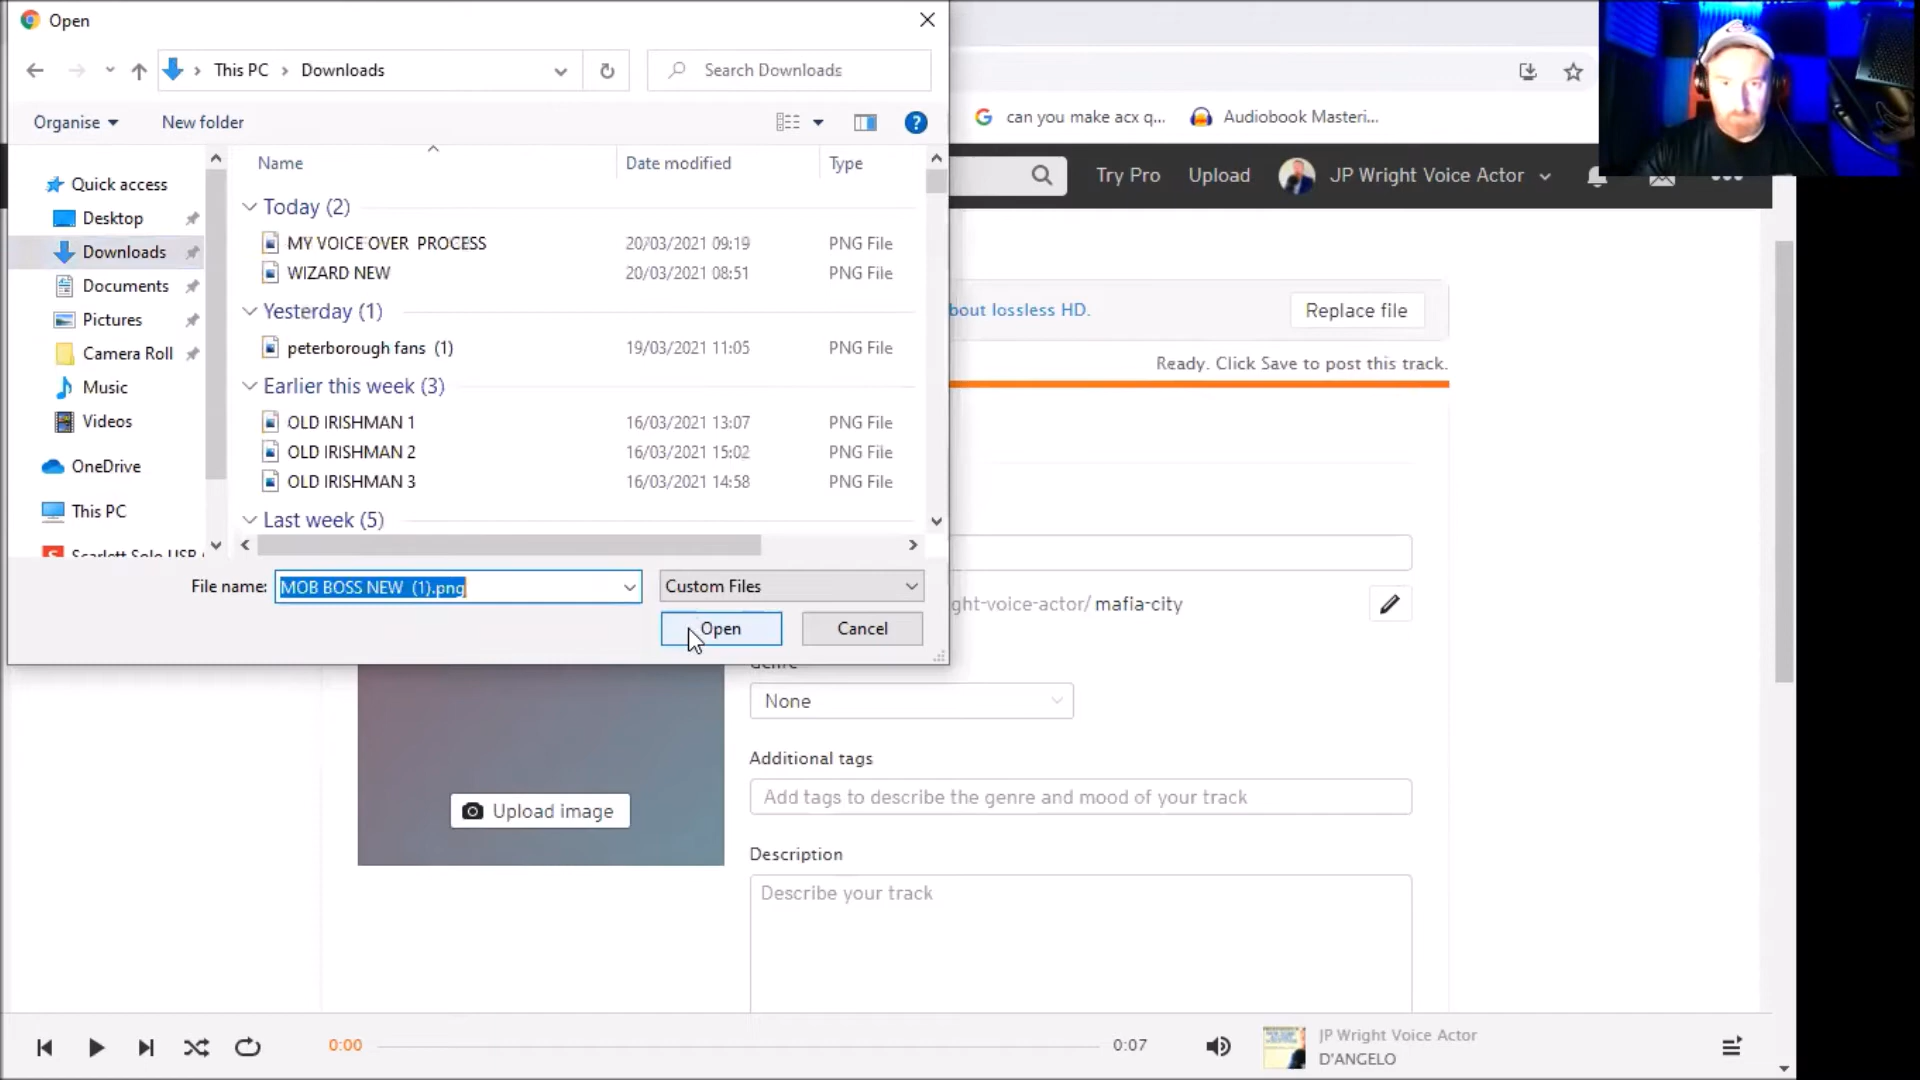 Open
This PC > Downloads
Search Downloads
can you make acx q...
Audiobook Masteri...
Organise
New folder
?
Name
Date modified
Type
Try Pro
Upload
JP Wright Voice Actor
Quick access
Desktop
Downloads
Documents
Pictures
Camera Roll
Music
Videos
OneDrive
This PC
Scarlett Solo USB
Today (2)
MY VOICE OVER PROCESS 20/03/2021 09:19 PNG File
WIZARD NEW 20/03/2021 08:51 PNG File
Yesterday (1)
peterborough fans (1) 19/03/2021 11:05 PNG File
Earlier this week (3)
OLD IRISHMAN 1 16/03/2021 13:07 PNG File
OLD IRISHMAN 2 16/03/2021 15:02 PNG File
OLD IRISHMAN 3 16/03/2021 14:58 PNG File
Last week (5)
File name: MOB BOSS NEW (1).png
Custom Files
Open
Cancel
bout lossless HD.
Replace file
Ready. Click Save to post this track.
ght-voice-actor/ mafia-city
Genre
None
Additional tags
Add tags to describe the genre and mood of your track
Upload image
Description
Describe your track
0:00
0:07
JP Wright Voice Actor
D'ANGELO